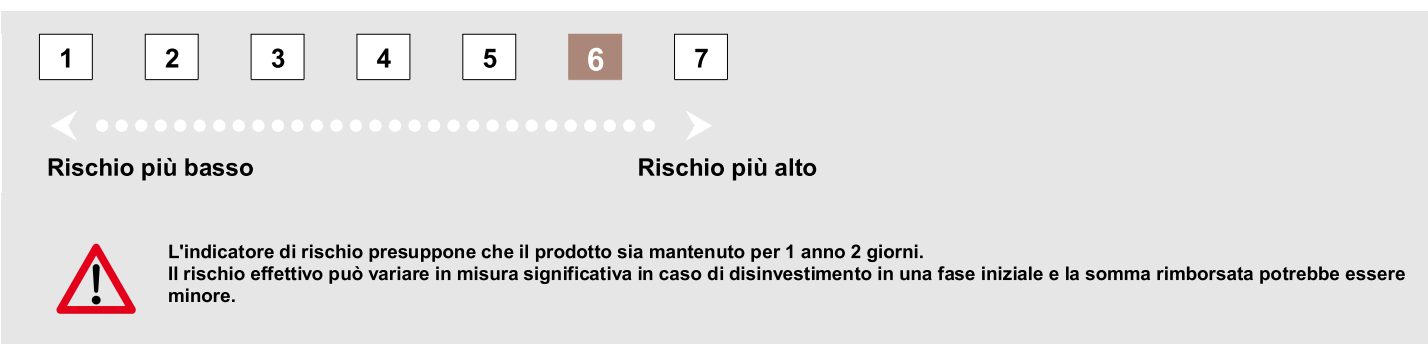 1 2 3 4 5 6 7
Rischio più basso Rischio più alto
L'indicatore di rischio presuppone che il prodotto sia mantenuto per 1 anno 2 giorni.
Il rischio effettivo può variare in misura significativa in caso di disinvestimento in una fase iniziale e la somma rimborsata potrebbe essere
minore.